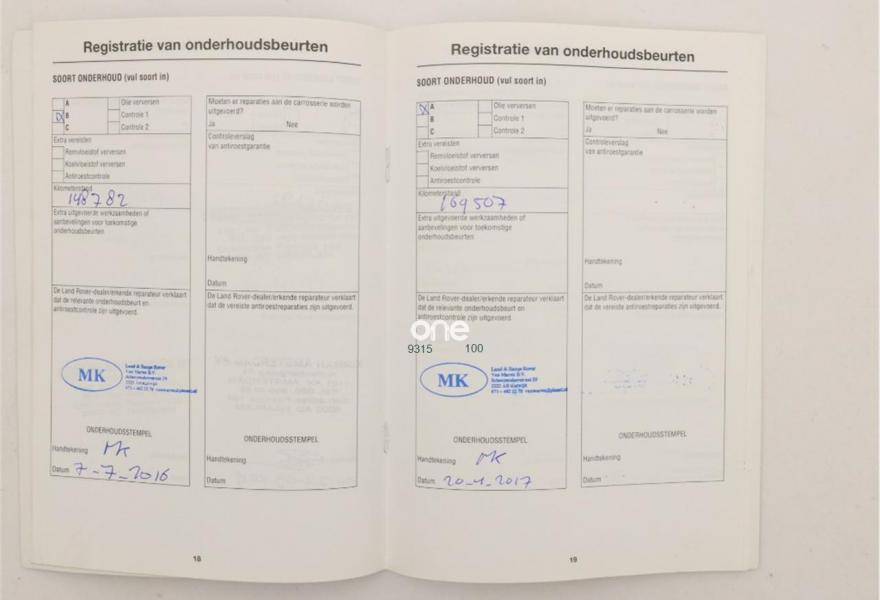 Registratie van onderhoudsbeurten
SOORT ONDERHOUD (vul soort in)
A
Olie verversen
B
Controle 1
C
Controle 2
Extra vereisten
Remvloeistof verversen
Koelvloeistof verversen
Antiroestcontrole
Kilometerstand
148782
Extra uitgevoerde werkzaamheden of
aanbevelingen voor toekomstige
onderhoudsbeurten
De Land Rover-dealer/erkende reparateur verklaart
dat de relevante onderhoudsbeurt en
antiroestcontrole zijn uitgevoerd.
MK
Land & Range Rover
ONDERHOUDSSTEMPEL
Handtekening MK
Datum 7-7-2016
Moeten er reparaties aan de carrosserie worden
uitgevoerd?
Ja Nee
Controleverslag
van antiroestgarantie
Handtekening
Datum
De Land Rover-dealer/erkende reparateur verklaart
dat de vereiste antiroestreparaties zijn uitgevoerd.
ONDERHOUDSSTEMPEL
Handtekening
Datum
18
Registratie van onderhoudsbeurten
SOORT ONDERHOUD (vul soort in)
A
Olie verversen
B
Controle 1
C
Controle 2
Extra vereisten
Remvloeistof verversen
Koelvloeistof verversen
Antiroestcontrole
Kilometerstand
169507
Extra uitgevoerde werkzaamheden of
aanbevelingen voor toekomstige
onderhoudsbeurten
De Land Rover-dealer/erkende reparateur verklaart
dat de relevante onderhoudsbeurt en
antiroestcontrole zijn uitgevoerd.
one
9315 100
MK
Land & Range Rover
ONDERHOUDSSTEMPEL
Handtekening MK
Datum 20-1-2017
Moeten er reparaties aan de carrosserie worden
uitgevoerd?
Ja Nee
Controleverslag
van antiroestgarantie
Handtekening
Datum
De Land Rover-dealer/erkende reparateur verklaart
dat de vereiste antiroestreparaties zijn uitgevoerd.
ONDERHOUDSSTEMPEL
Handtekening
Datum
19